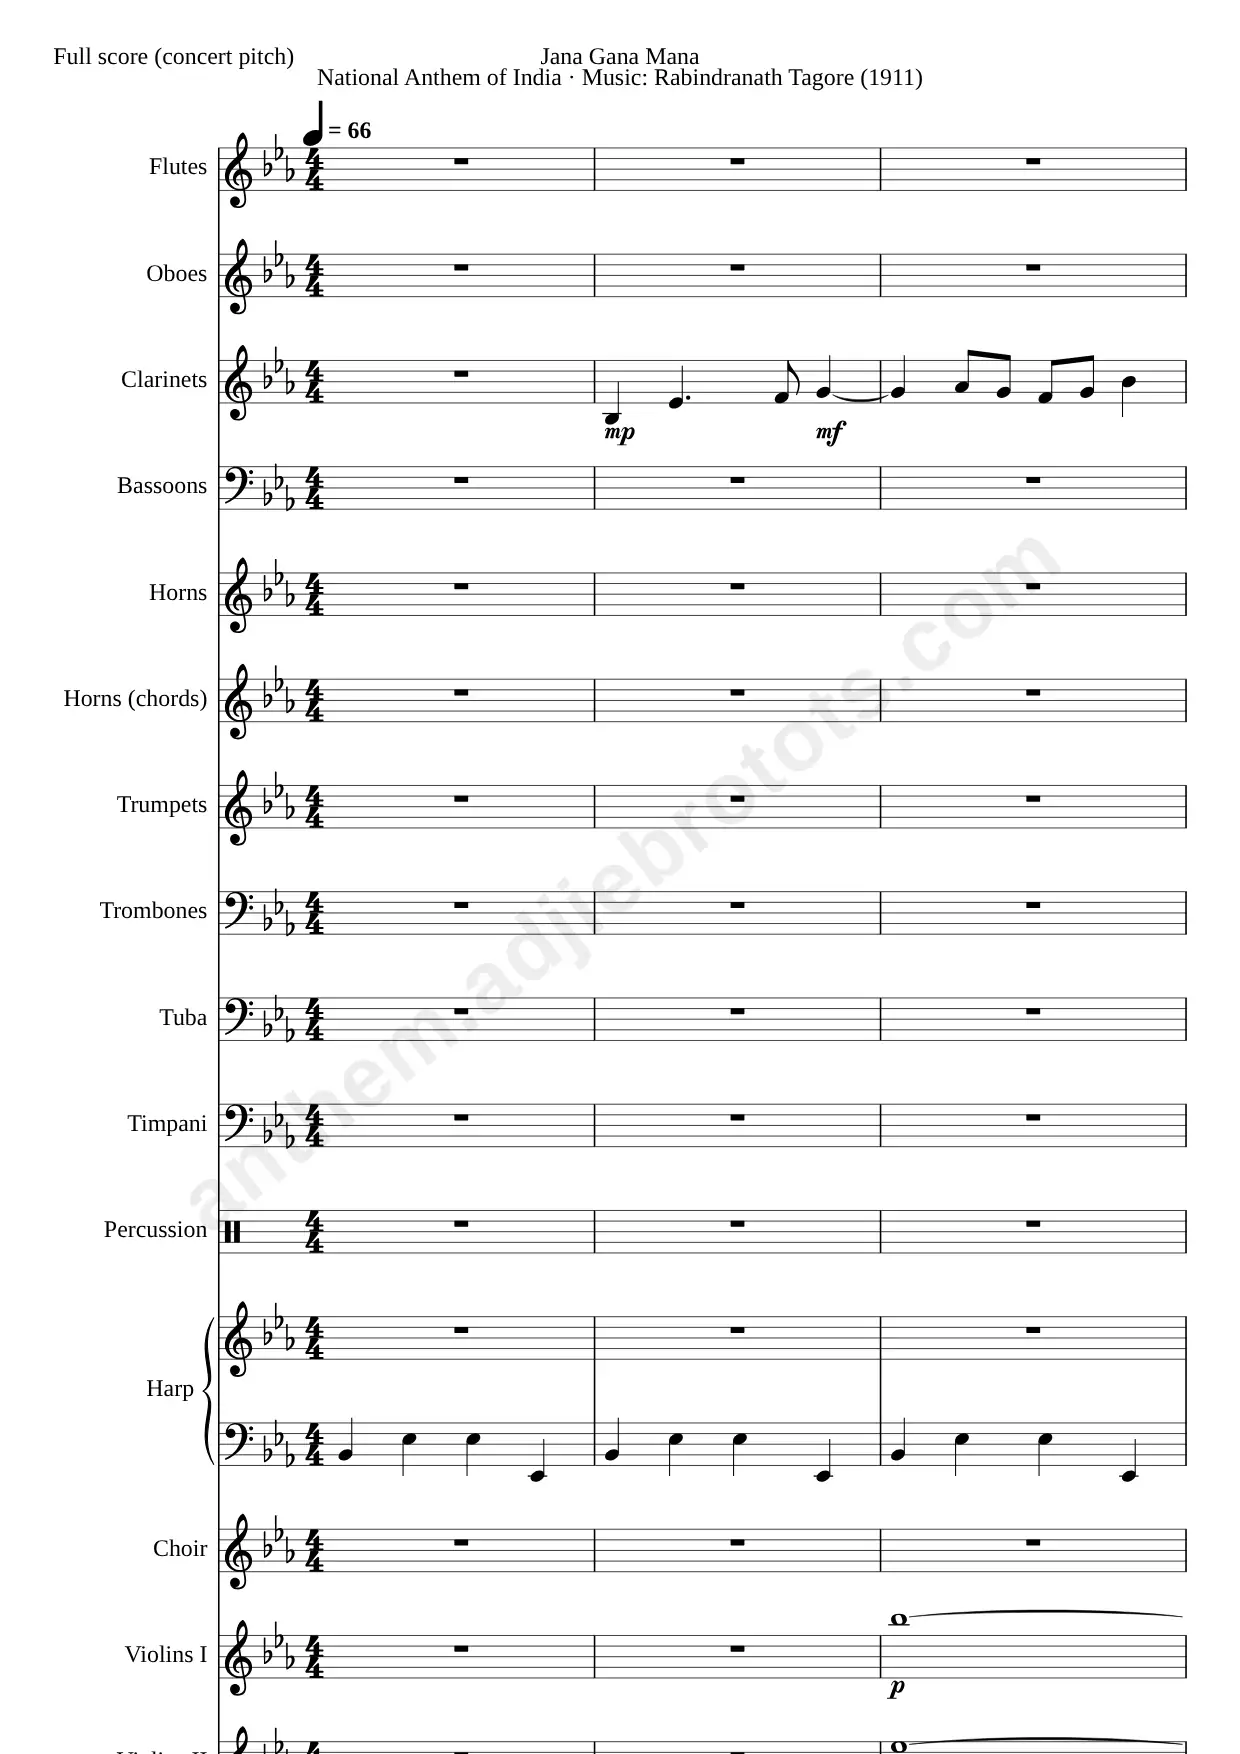 Full score (concert pitch)
Jana Gana Mana
National Anthem of India · Music: Rabindranath Tagore (1911)
= 66
Flutes
Oboes
Clarinets
mp
mf
Bassoons
Horns
Horns (chords)
Trumpets
Trombones
Tuba
Timpani
Percussion
Harp
Choir
Violins I
p
anthem.adjiebrotots.com